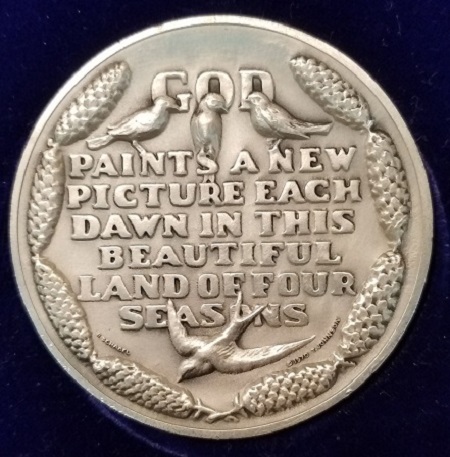 GOD
PAINTS A NEW
PICTURE EACH
DAWN IN THIS
BEAUTIFUL
LAND OF FOUR
SEASONS